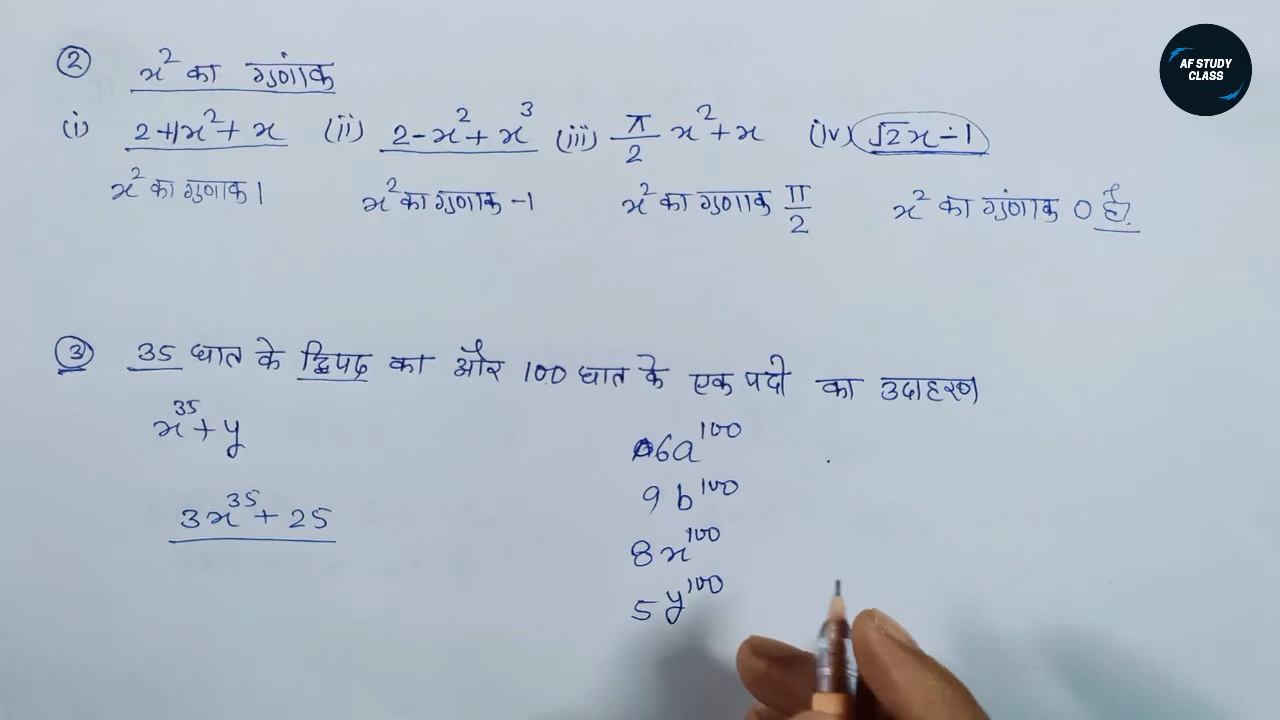 AF STUDY
CLASS
② x² का गुणांक
(i) 2+1x²+x (ii) 2-x²+x³ (iii) π/2 x²+x (iv) √2x-1
x² का गुणाक 1 x² का गुणाक -1 x² का गुणाक π/2 x² का गुंणाक 0 है।
③ 35 घात के द्विपद का और 100 घात के एक पदी का उदाहरण
x³⁵+y 6a¹⁰⁰
9b¹⁰⁰
3x³⁵+25 8x¹⁰⁰
5y¹⁰⁰